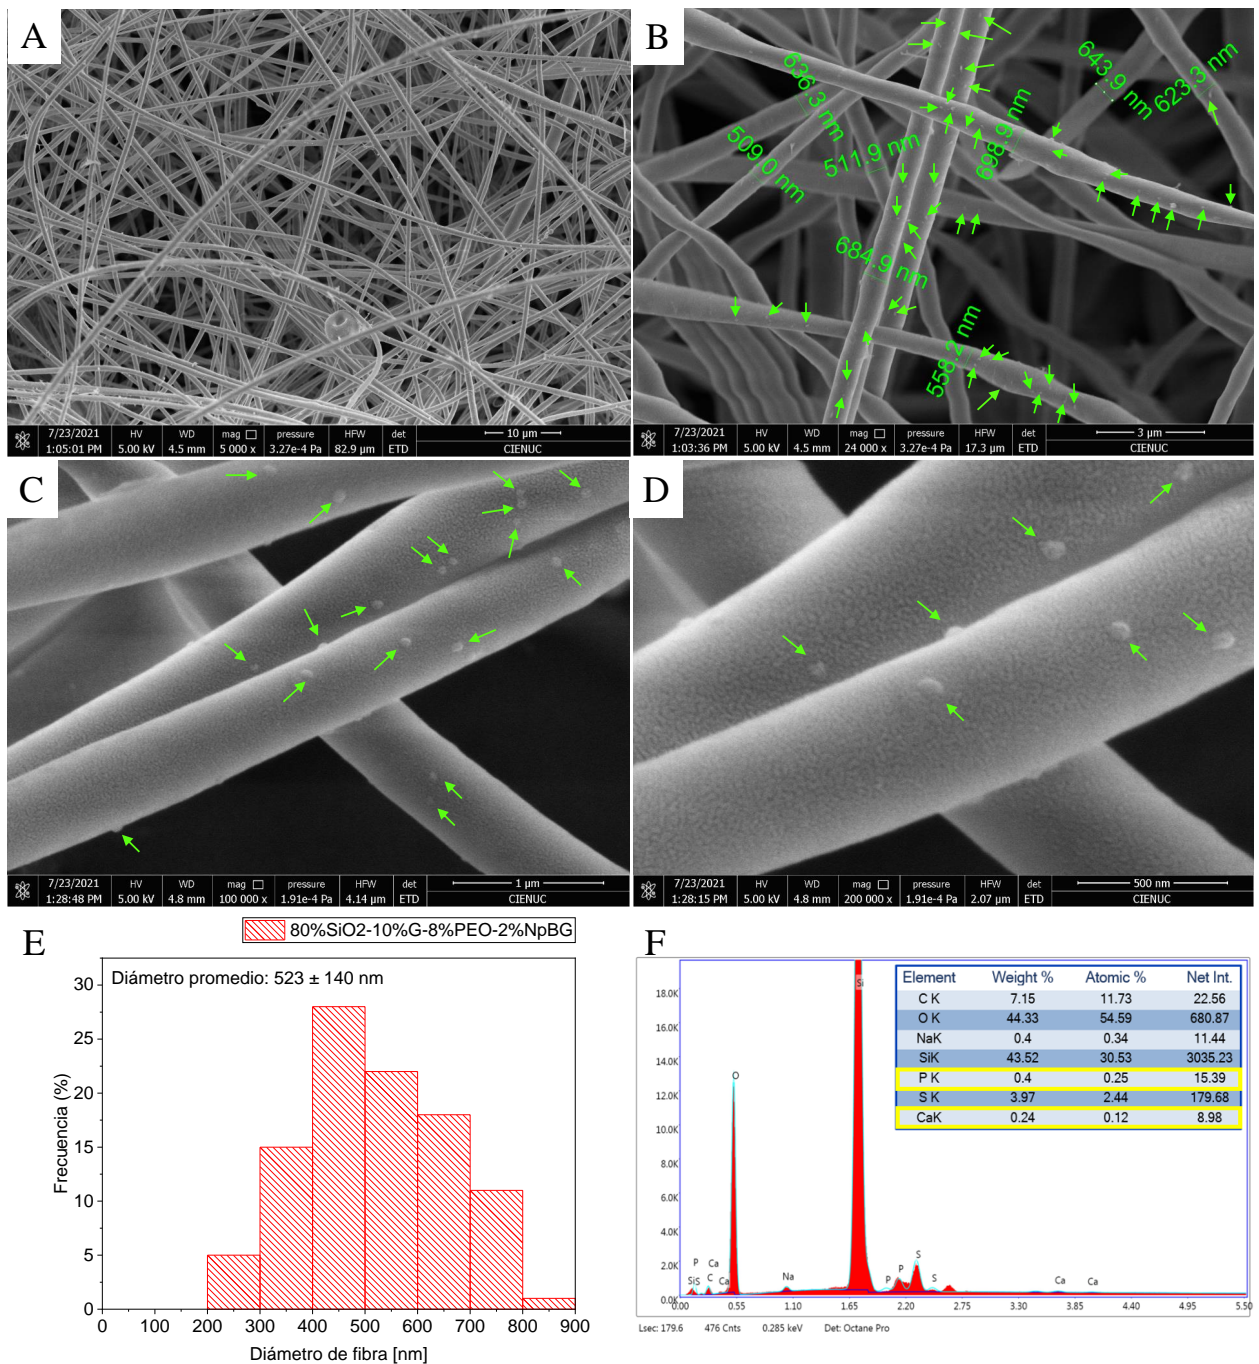 A
7/23/2021 HV WD mag pressure HFW det 10 µm
1:05:01 PM 5.00 kV 4.5 mm 5 000 x 3.27e-4 Pa 82.9 µm ETD CIENUC
B
636.3 nm
509.0 nm
511.9 nm
698.9 nm
643.9 nm
623.3 nm
684.9 nm
558.2 nm
7/23/2021 HV WD mag pressure HFW det 3 µm
1:03:36 PM 5.00 kV 4.5 mm 24 000 x 3.27e-4 Pa 17.3 µm ETD CIENUC
C
7/23/2021 HV WD mag pressure HFW det 1 µm
1:28:48 PM 5.00 kV 4.8 mm 100 000 x 1.91e-4 Pa 4.14 µm ETD CIENUC
D
7/23/2021 HV WD mag pressure HFW det 500 nm
1:28:15 PM 5.00 kV 4.8 mm 200 000 x 1.91e-4 Pa 2.07 µm ETD CIENUC
E
80%SiO2-10%G-8%PEO-2%NpBG
Diámetro promedio: 523 ± 140 nm
Frecuencia (%)
30
25
20
15
10
5
0
0 100 200 300 400 500 600 700 800 900
Diámetro de fibra [nm]
F
Element Weight % Atomic % Net Int.
C K 7.15 11.73 22.56
O K 44.33 54.59 680.87
NaK 0.4 0.34 11.44
SiK 43.52 30.53 3035.23
P K 0.4 0.25 15.39
S K 3.97 2.44 179.68
CaK 0.24 0.12 8.98
18.0K
16.0K
14.0K
12.0K
10.0K
8.0K
6.0K
4.0K
2.0K
0.0K
Si
O
P
Ca
Si
S
C
Ca
Na
P
P
S
S
Ca
Ca
0.00 0.55 1.10 1.65 2.20 2.75 3.30 3.85 4.40 4.95 5.50
Lsec: 179.6 476 Cnts 0.285 keV Det: Octane Pro